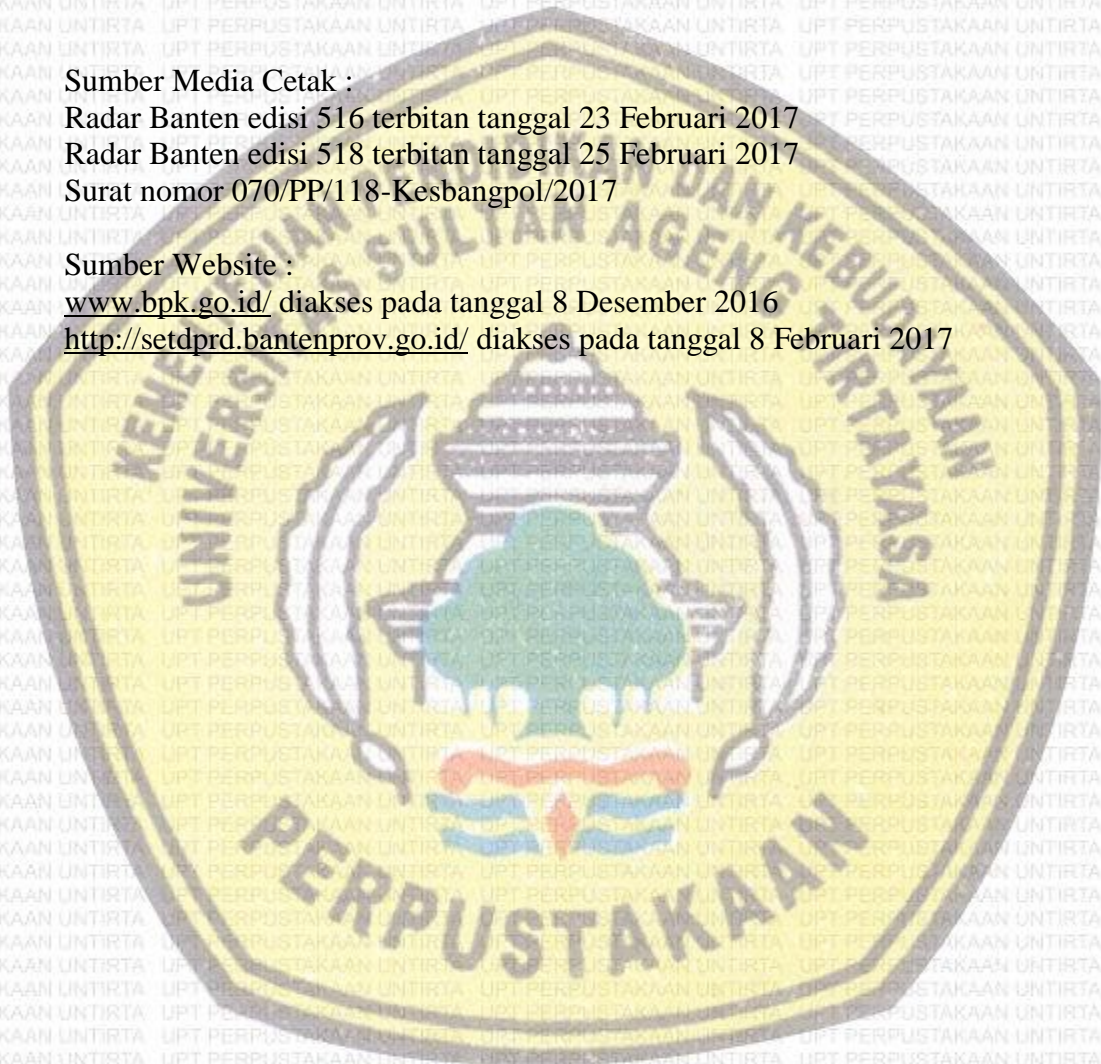 Sumber Media Cetak :
Radar Banten edisi 516 terbitan tanggal 23 Februari 2017
Radar Banten edisi 518 terbitan tanggal 25 Februari 2017
Surat nomor 070/PP/118-Kesbangpol/2017
Sumber Website :
www.bpk.go.id/ diakses pada tanggal 8 Desember 2016
http://setdprd.bantenprov.go.id/ diakses pada tanggal 8 Februari 2017
KEMENTERIAN PENDIDIKAN DAN KEBUDAYAAN
UNIVERSITAS SULTAN AGENG TIRTAYASA
PERPUSTAKAAN
UPT PERPUSTAKAAN UNTIRTA